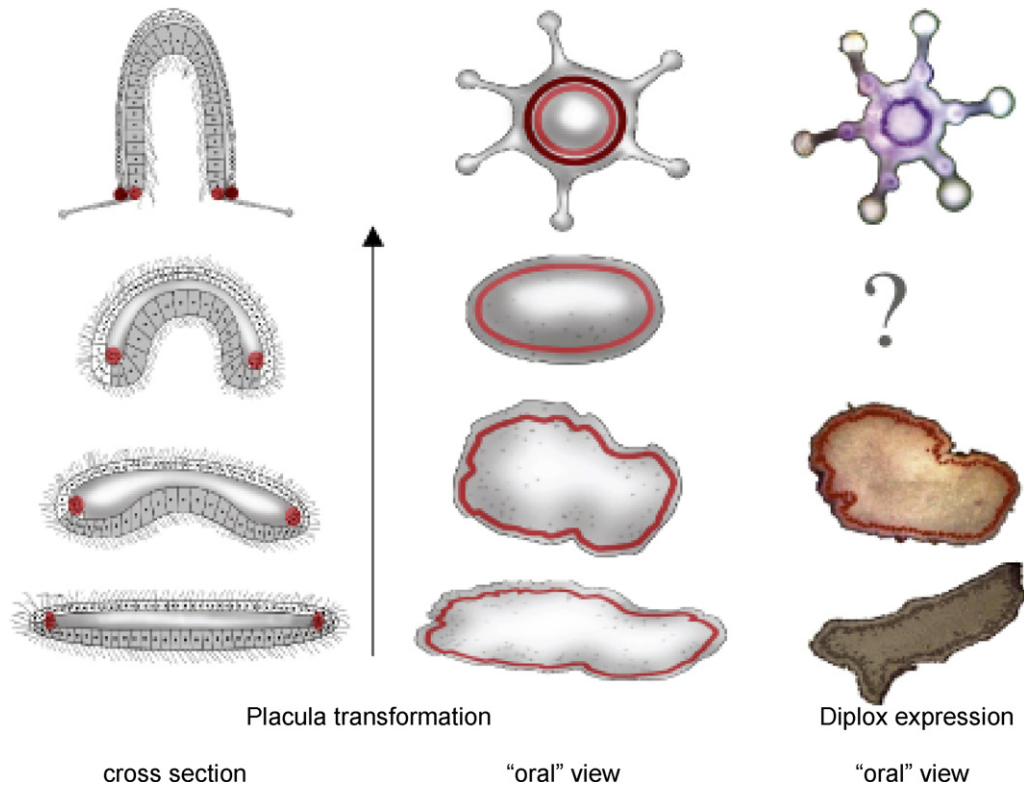 ?
Placula transformation
Diplox expression
cross section
“oral” view
“oral” view